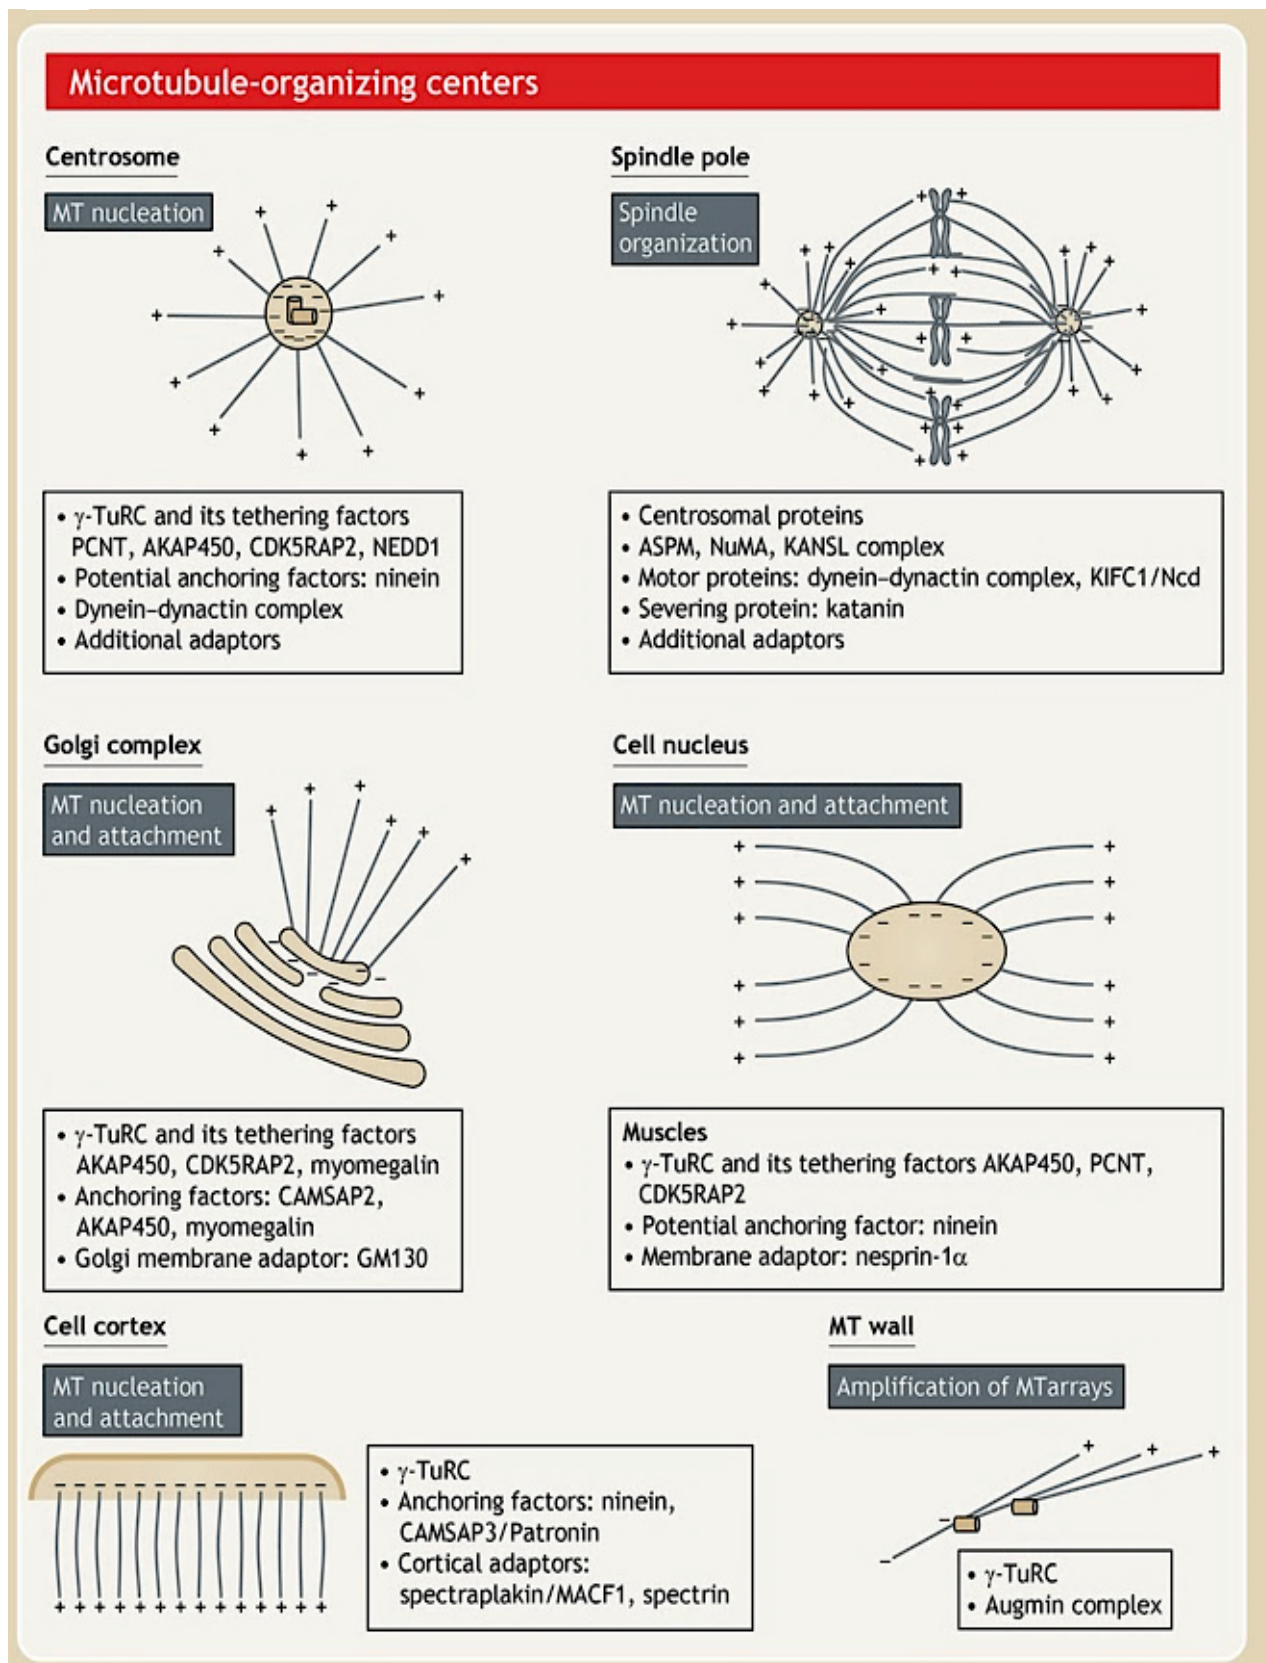 Microtubule-organizing centers
Centrosome
MT nucleation
• γ-TuRC and its tethering factors
PCNT, AKAP450, CDK5RAP2, NEDD1
• Potential anchoring factors: ninein
• Dynein–dynactin complex
• Additional adaptors
Spindle pole
Spindle
organization
• Centrosomal proteins
• ASPM, NuMA, KANSL complex
• Motor proteins: dynein–dynactin complex, KIFC1/Ncd
• Severing protein: katanin
• Additional adaptors
Golgi complex
MT nucleation
and attachment
• γ-TuRC and its tethering factors
AKAP450, CDK5RAP2, myomegalin
• Anchoring factors: CAMSAP2,
AKAP450, myomegalin
• Golgi membrane adaptor: GM130
Cell nucleus
MT nucleation and attachment
Muscles
• γ-TuRC and its tethering factors AKAP450, PCNT,
CDK5RAP2
• Potential anchoring factor: ninein
• Membrane adaptor: nesprin-1α
Cell cortex
MT nucleation
and attachment
• γ-TuRC
• Anchoring factors: ninein,
CAMSAP3/Patronin
• Cortical adaptors:
spectraplakin/MACF1, spectrin
MT wall
Amplification of MTarrays
• γ-TuRC
• Augmin complex